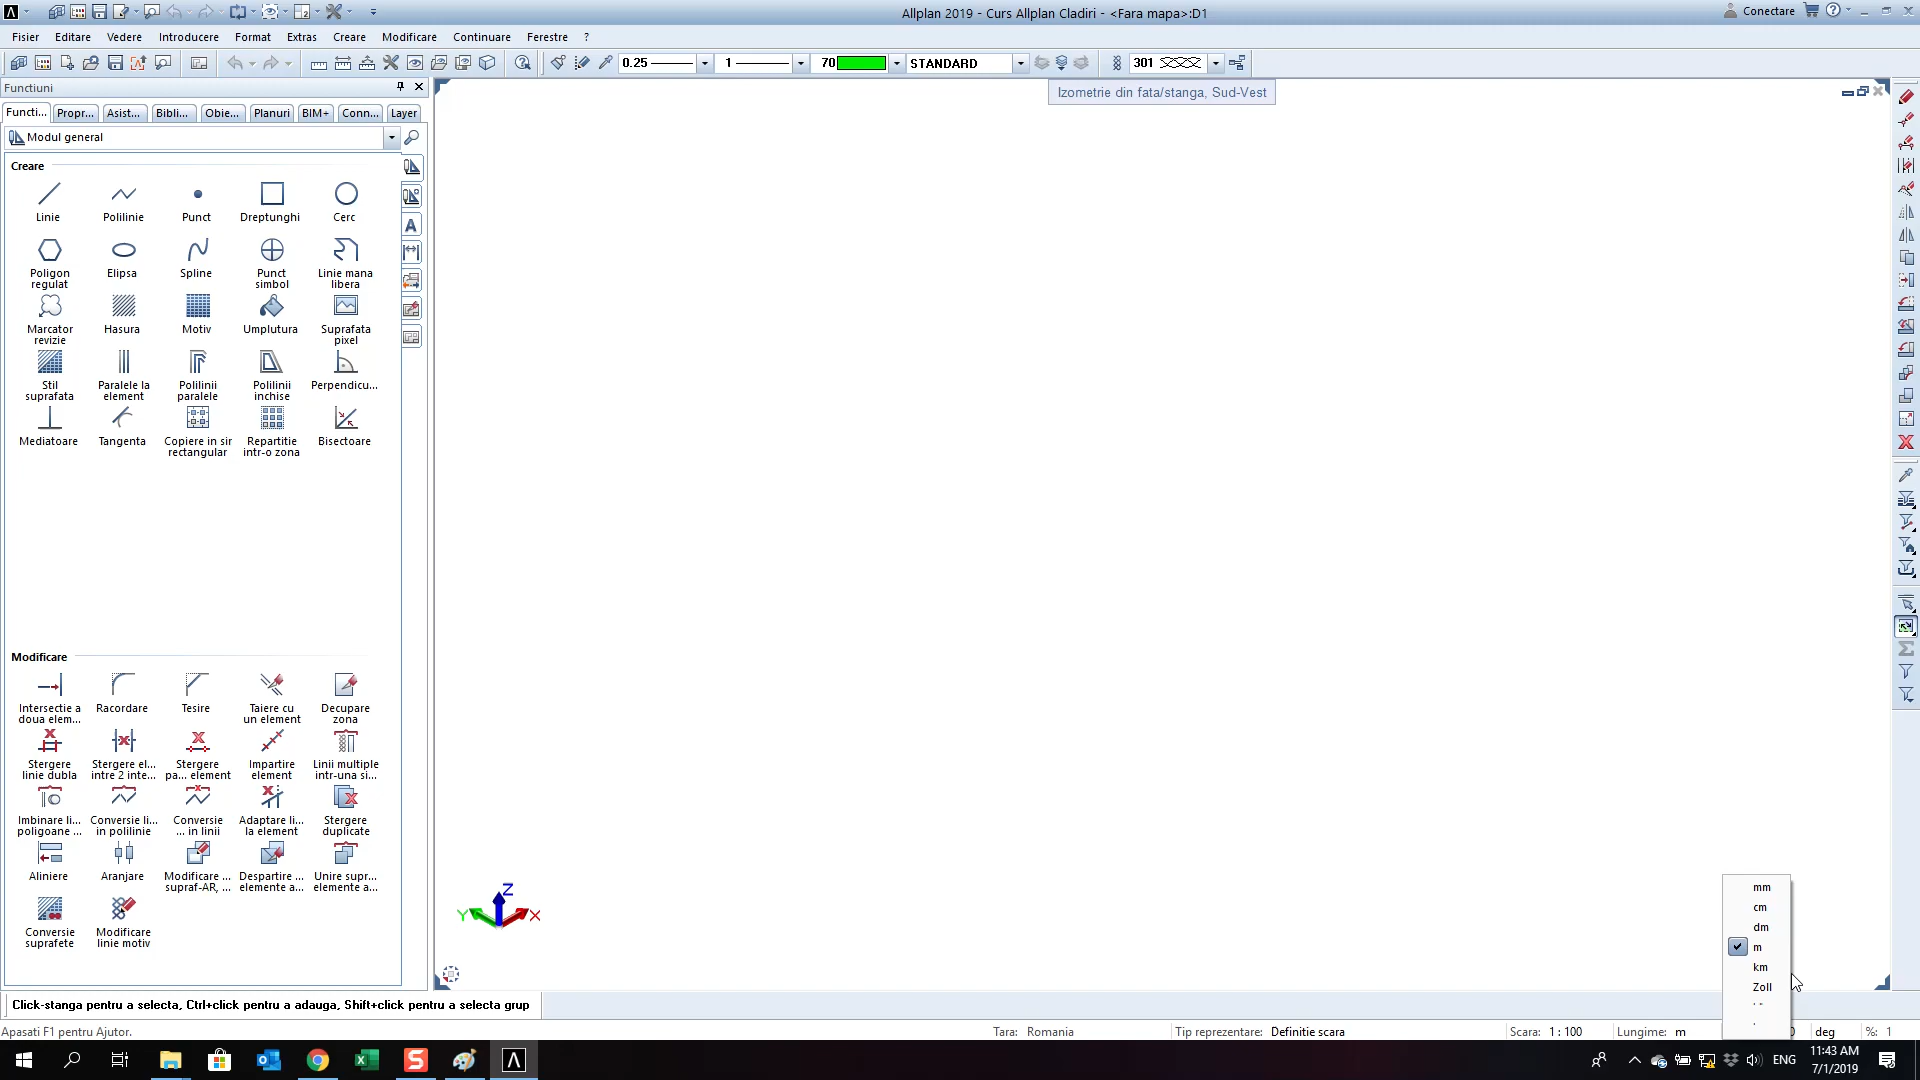 Allplan 2019 - Curs Allplan Cladiri - <Fara mapa>:D1
Conectare
Fisier Editare Vedere Introducere Format Extras Creare Modificare Continuare Ferestre ?
0.25 1 70 STANDARD 301
Functiuni
Izometrie din fata/stanga, Sud-Vest
Functi... Propr... Asist... Bibli... Obie... Planuri BIM+ Conn... Layer
Modul general
Creare
Linie Polilinie Punct Dreptunghi Cerc
Poligon regulat
Elipsa
Spline
Punct simbol
Linie mana libera
Marcator revizie
Hasura
Motiv
Umplutura
Suprafata pixel
Stil suprafata
Paralele la element
Polilinii paralele
Polilinii inchise
Perpendicu...
Mediatoare
Tangenta
Copiere in sir rectangular
Repartitie intr-o zona
Bisectoare
Modificare
Intersectie a doua elem...
Racordare
Tesire
Taiere cu un element
Decupare zona
Stergere linie dubla
Stergere el... intre 2 inte...
Stergere pa... element
Impartire element
Linii multiple intr-una si...
Imbinare li... poligoane ...
Conversie li... in polilinie
Conversie ... in linii
Adaptare li... la element
Stergere duplicate
Aliniere
Aranjare
Modificare ... supraf-AR, ...
Despartire ... elemente a...
Unire supr... elemente a...
Conversie suprafete
Modificare linie motiv
Z
Y X
mm
cm
dm
m
km
Zoll
Click-stanga pentru a selecta, Ctrl+click pentru a adauga, Shift+click pentru a selecta grup
Apasati F1 pentru Ajutor. Tara: Romania Tip reprezentare: Definitie scara Scara: 1 : 100 Lungime: m 0 deg %: 1
ENG
11:43 AM
7/1/2019